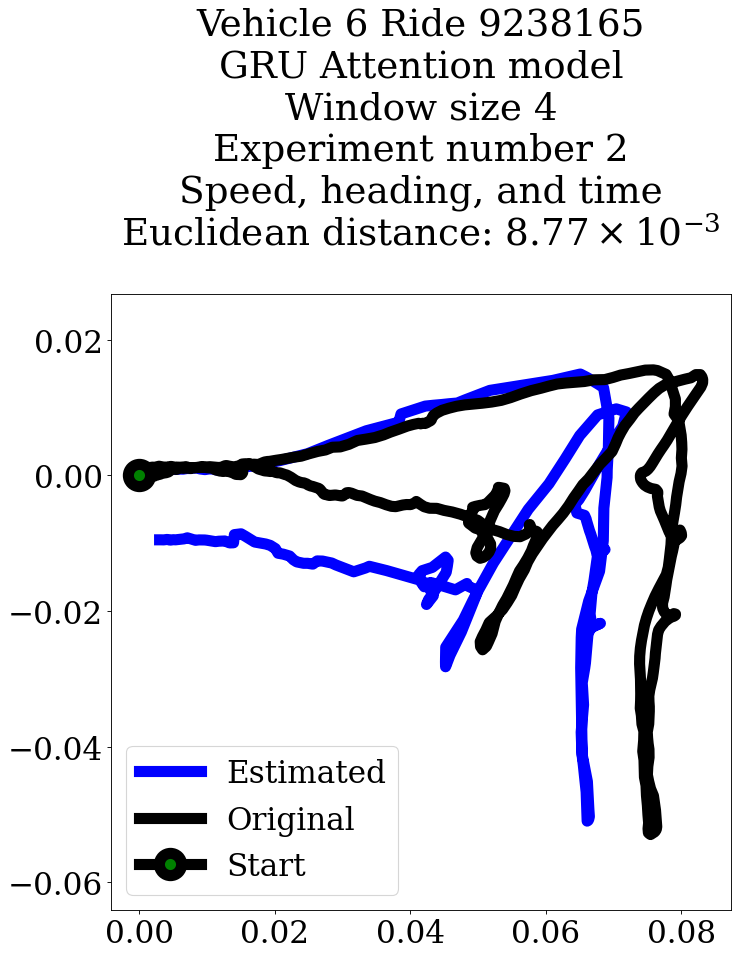 Vehicle 6 Ride 9238165
GRU Attention model
Window size 4
Experiment number 2
Speed, heading, and time
Euclidean distance: 8.77 × 10⁻³
0.02
0.00
−0.02
−0.04
−0.06
Estimated
Original
Start
0.00 0.02 0.04 0.06 0.08